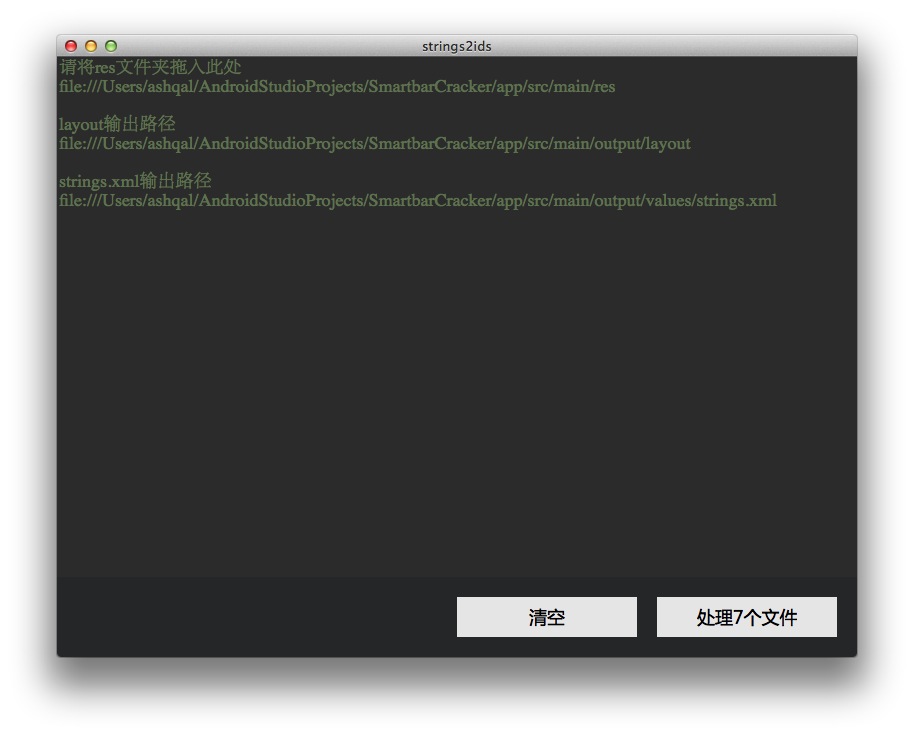 strings2ids
请将res文件夹拖入此处
file:///Users/ashqal/AndroidStudioProjects/SmartbarCracker/app/src/main/res
layout输出路径
file:///Users/ashqal/AndroidStudioProjects/SmartbarCracker/app/src/main/output/layout
strings.xml输出路径
file:///Users/ashqal/AndroidStudioProjects/SmartbarCracker/app/src/main/output/values/strings.xml
清空
处理7个文件